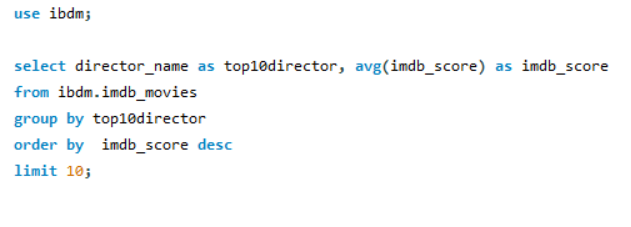 use ibdm;
select director_name as top10director, avg(imdb_score) as imdb_score
from ibdm.imdb_movies
group by top10director
order by  imdb_score desc
limit 10;